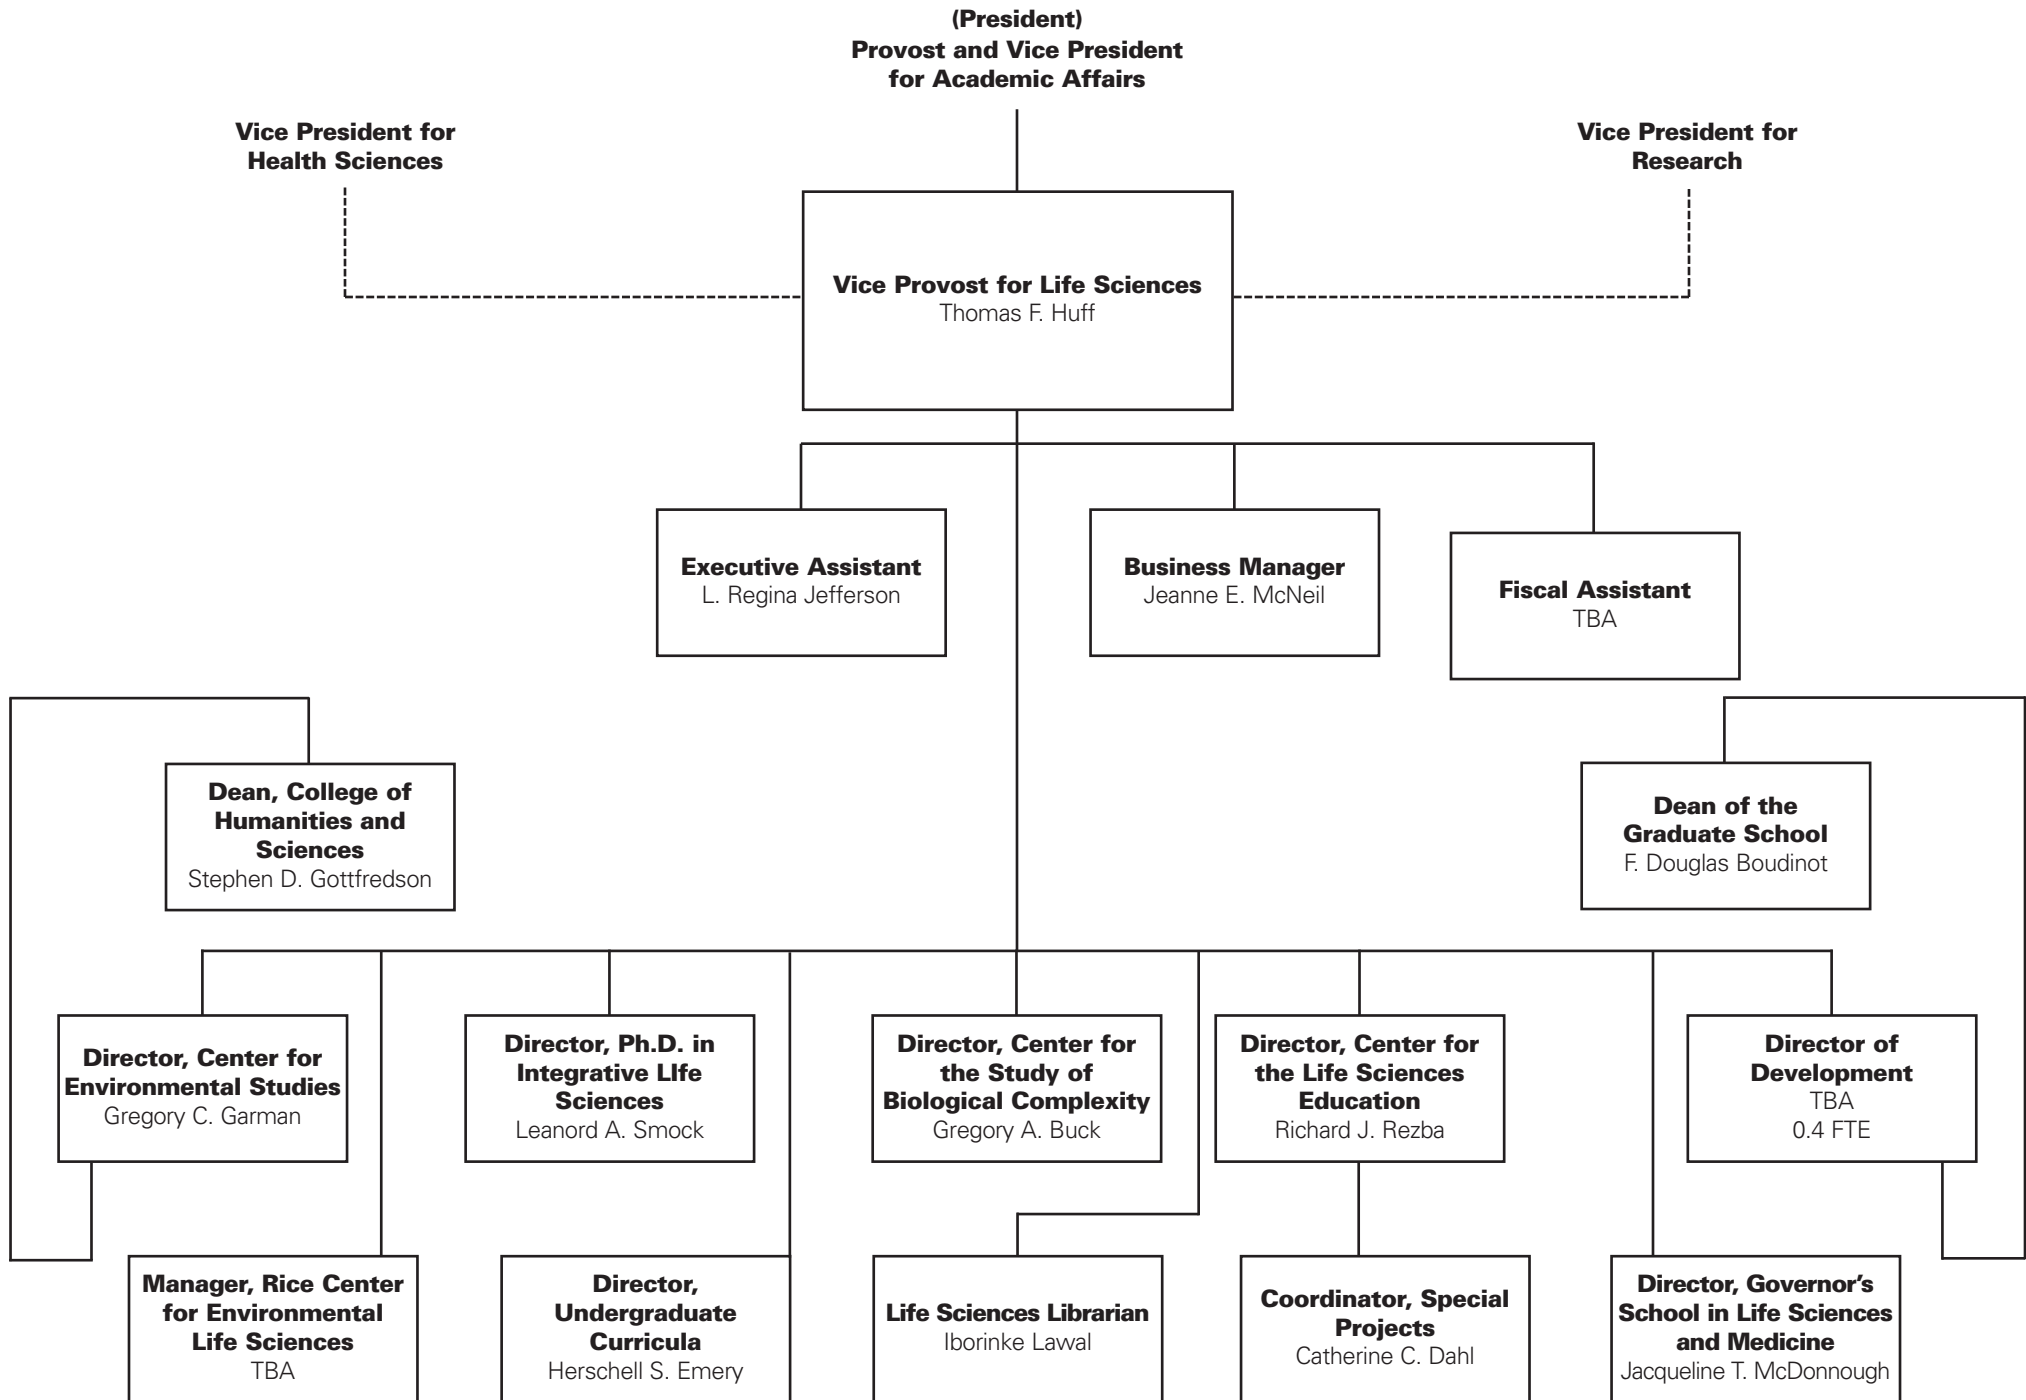 (President)
Provost and Vice President
for Academic Affairs
Vice President for
Health Sciences
Vice President for
Research
Vice Provost for Life Sciences
Thomas F. Huff
Executive Assistant
L. Regina Jefferson
Business Manager
Jeanne E. McNeil
Fiscal Assistant
TBA
Dean, College of
Humanities and
Sciences
Stephen D. Gottfredson
Dean of the
Graduate School
F. Douglas Boudinot
Director, Center for
Environmental Studies
Gregory C. Garman
Director, Ph.D. in
Integrative LIfe
Sciences
Leanord A. Smock
Director, Center for
the Study of
Biological Complexity
Gregory A. Buck
Director, Center for
the Life Sciences
Education
Richard J. Rezba
Director of
Development
TBA
0.4 FTE
Manager, Rice Center
for Environmental
Life Sciences
TBA
Director,
Undergraduate
Curricula
Herschell S. Emery
Life Sciences Librarian
Iborinke Lawal
Coordinator, Special
Projects
Catherine C. Dahl
Director, Governor's
School in Life Sciences
and Medicine
Jacqueline T. McDonnough